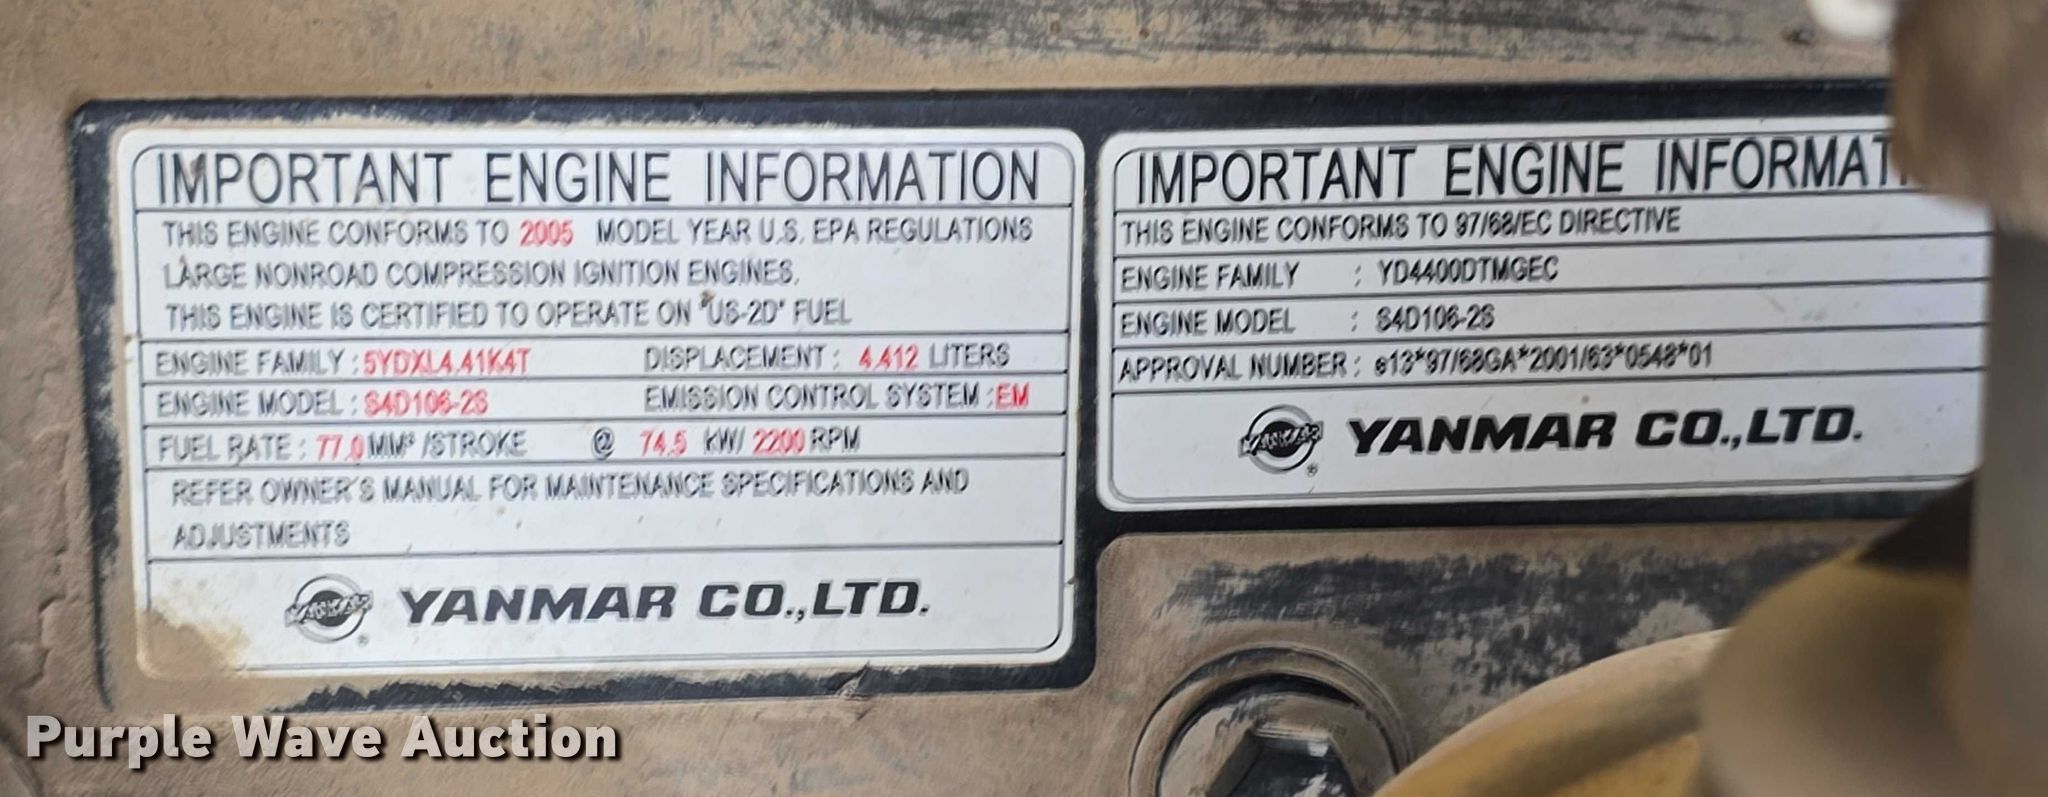 IMPORTANT ENGINE INFORMATION
THIS ENGINE CONFORMS TO 2005 MODEL YEAR U.S. EPA REGULATIONS
LARGE NONROAD COMPRESSION IGNITION ENGINES.
THIS ENGINE IS CERTIFIED TO OPERATE ON "US-2D" FUEL
ENGINE FAMILY : 5YDXL4.41K4T DISPLACEMENT : 4.412 LITERS
ENGINE MODEL : S4D106-2S EMISSION CONTROL SYSTEM : EM
FUEL RATE : 77.0 MM³ /STROKE @ 74.5 KW/ 2200 RPM
REFER OWNER'S MANUAL FOR MAINTENANCE SPECIFICATIONS AND
ADJUSTMENTS
YANMAR ® YANMAR CO.,LTD.
IMPORTANT ENGINE INFORMAT
THIS ENGINE CONFORMS TO 97/68/EC DIRECTIVE
ENGINE FAMILY : YD4400DTMGEC
ENGINE MODEL : S4D106-2S
APPROVAL NUMBER : e13*97/68GA*2001/63*0548*01
YANMAR ® YANMAR CO.,LTD.
Purple Wave Auction